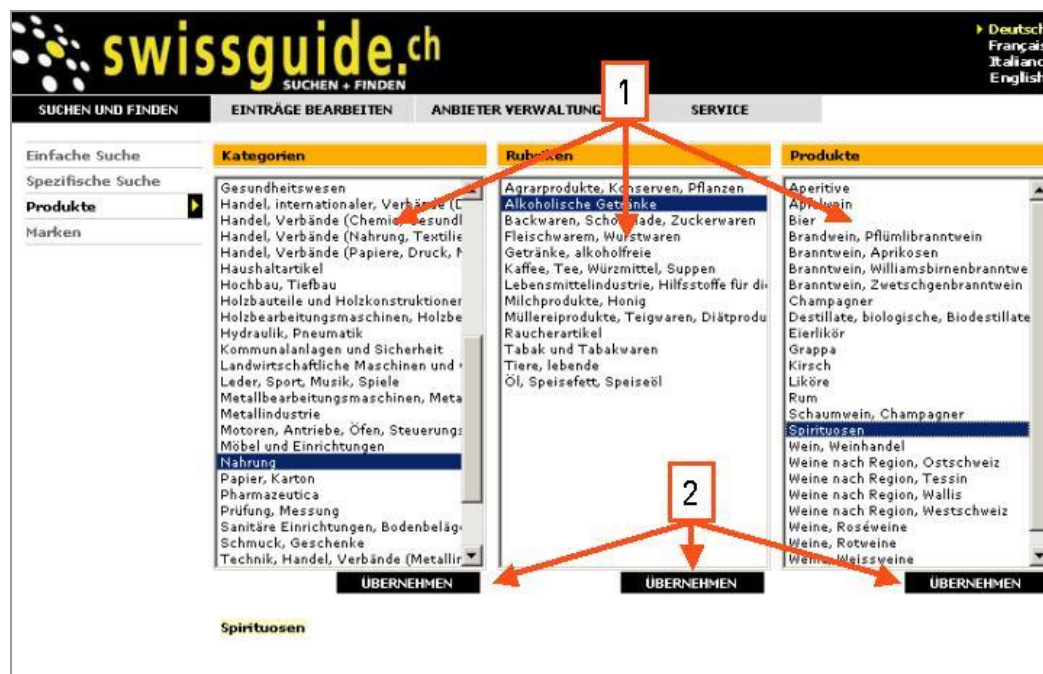 swissguide.ch
SUCHEN + FINDEN
Deutsch
Français
Italiano
English
SUCHEN UND FINDEN
EINTRÄGE BEARBEITEN
ANBIETER VERWALTUNG
SERVICE
1
Einfache Suche
Spezifische Suche
Produkte
Marken
Kategorien
Gesundheitswesen
Handel, internationaler, Verbände (D
Handel, Verbände (Chemie, Gesundl
Handel, Verbände (Nahrung, Textilie
Handel, Verbände (Papiere, Druck, M
Haushaltartikel
Hochbau, Tiefbau
Holzbauteile und Holzkonstruktioner
Holzbearbeitungsmaschinen, Holzbe
Hydraulik, Pneumatik
Kommunalanlagen und Sicherheit
Landwirtschaftliche Maschinen und
Leder, Sport, Musik, Spiele
Metallbearbeitungsmaschinen, Meta
Metallindustrie
Motoren, Antriebe, Öfen, Steuerungs
Möbel und Einrichtungen
Nahrung
Papier, Karton
Pharmazeutica
Prüfung, Messung
Sanitäre Einrichtungen, Bodenbeläg
Schmuck, Geschenke
Technik, Handel, Verbände (Metallir
ÜBERNEHMEN
Rubriken
Agrarprodukte, Konserven, Pflanzen
Alkoholische Getränke
Backwaren, Schokolade, Zuckerwaren
Fleischwarem, Wurstwaren
Getränke, alkoholfreie
Kaffee, Tee, Würzmittel, Suppen
Lebensmittelindustrie, Hilfsstoffe für di
Milchprodukte, Honig
Müllereiprodukte, Teigwaren, Diätprodu
Raucherartikel
Tabak und Tabakwaren
Tiere, lebende
Öl, Speisefett, Speiseöl
2
ÜBERNEHMEN
Produkte
Aperitive
Apfelwein
Bier
Brandwein, Pflümlibranntwein
Branntwein, Aprikosen
Branntwein, Williamsbirnenbranntwe
Branntwein, Zwetschgenbranntwein
Champagner
Destillate, biologische, Biodestillate
Eierlikör
Grappa
Kirsch
Liköre
Rum
Schaumwein, Champagner
Spirituosen
Wein, Weinhandel
Weine nach Region, Ostschweiz
Weine nach Region, Tessin
Weine nach Region, Wallis
Weine nach Region, Westschweiz
Weine, Roséweine
Weine, Rotweine
Weine, Weissweine
ÜBERNEHMEN
Spirituosen